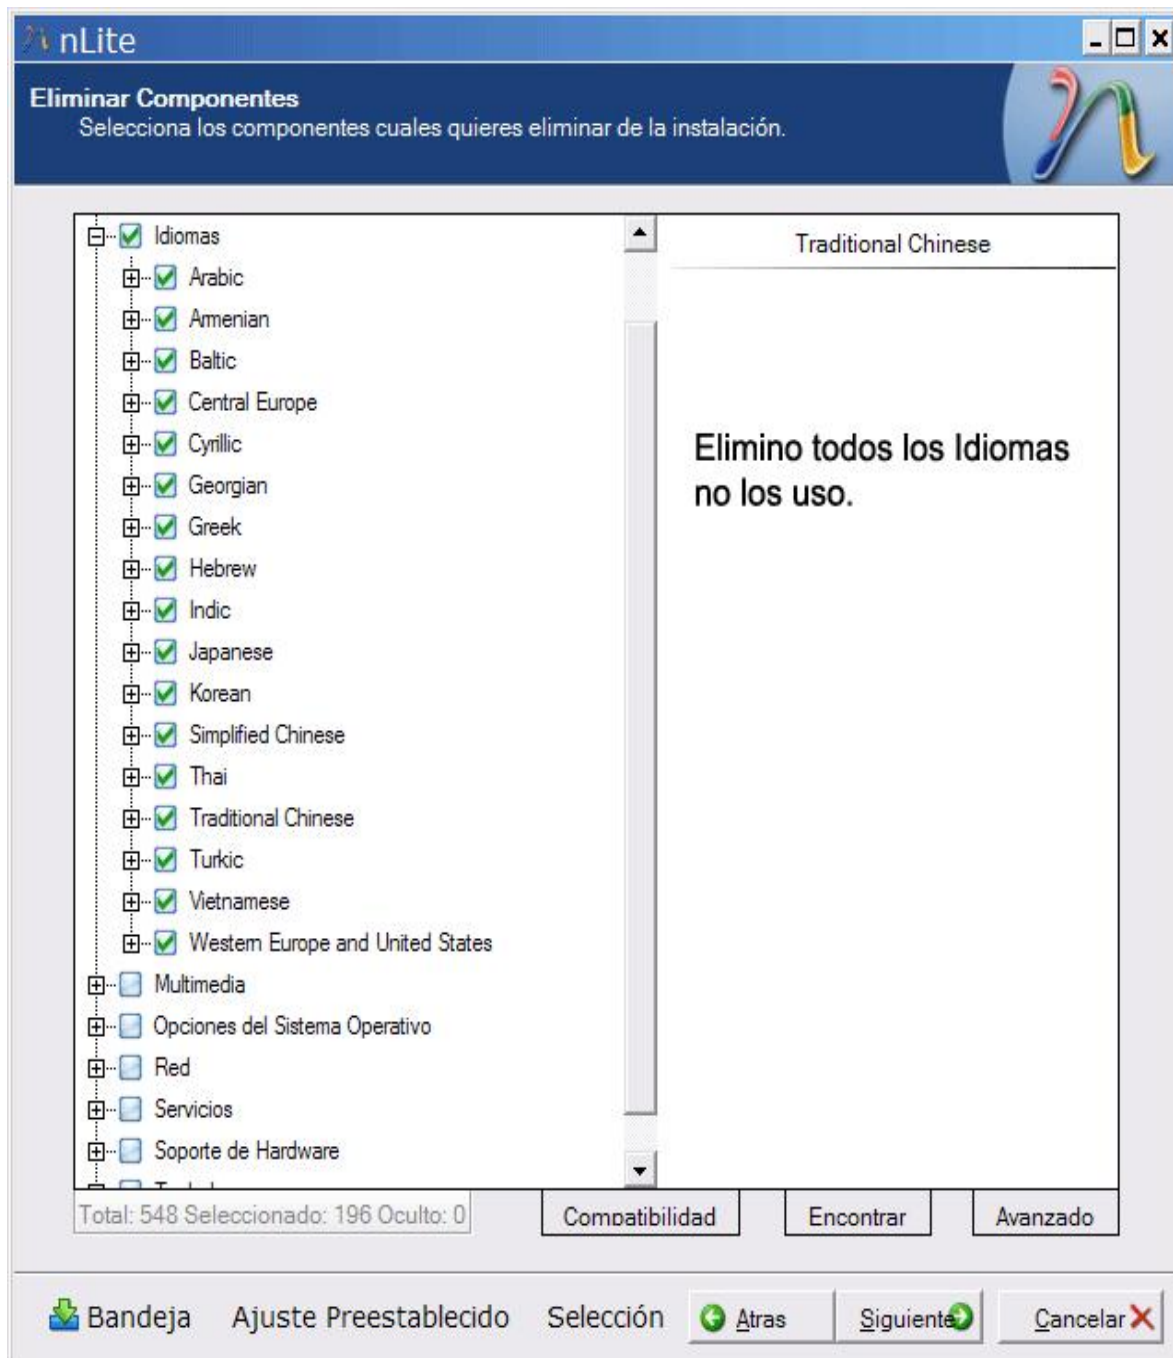 nLite
Eliminar Componentes
Selecciona los componentes cuales quieres eliminar de la instalación.
Idiomas
Arabic
Armenian
Baltic
Central Europe
Cyrillic
Georgian
Greek
Hebrew
Indic
Japanese
Korean
Simplified Chinese
Thai
Traditional Chinese
Turkic
Vietnamese
Western Europe and United States
Multimedia
Opciones del Sistema Operativo
Red
Servicios
Soporte de Hardware
Traditional Chinese
Elimino todos los Idiomas
no los uso.
Total: 548 Seleccionado: 196 Oculto: 0
Compatibilidad
Encontrar
Avanzado
Bandeja
Ajuste Preestablecido
Selección
Atras
Siguiente
Cancelar